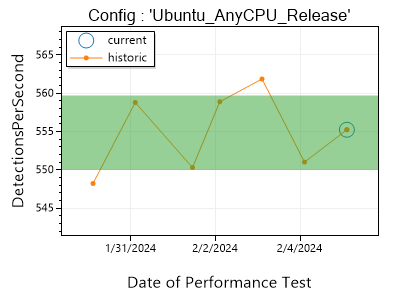 Config : 'Ubuntu_AnyCPU_Release'
current
historic
DetectionsPerSecond
565
560
555
550
545
1/31/2024
2/2/2024
2/4/2024
Date of Performance Test